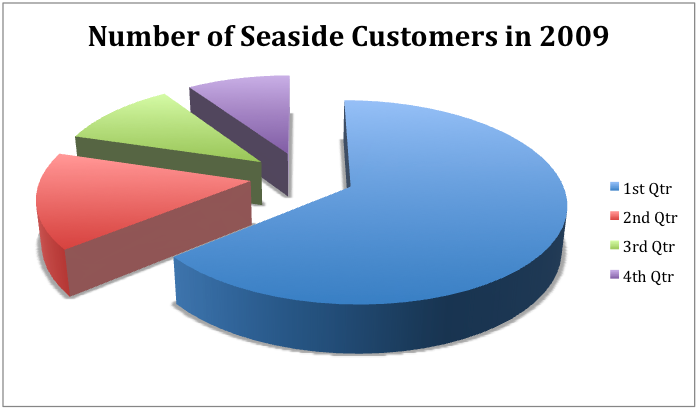 Number of Seaside Customers in 2009
1st Qtr
2nd Qtr
3rd Qtr
4th Qtr